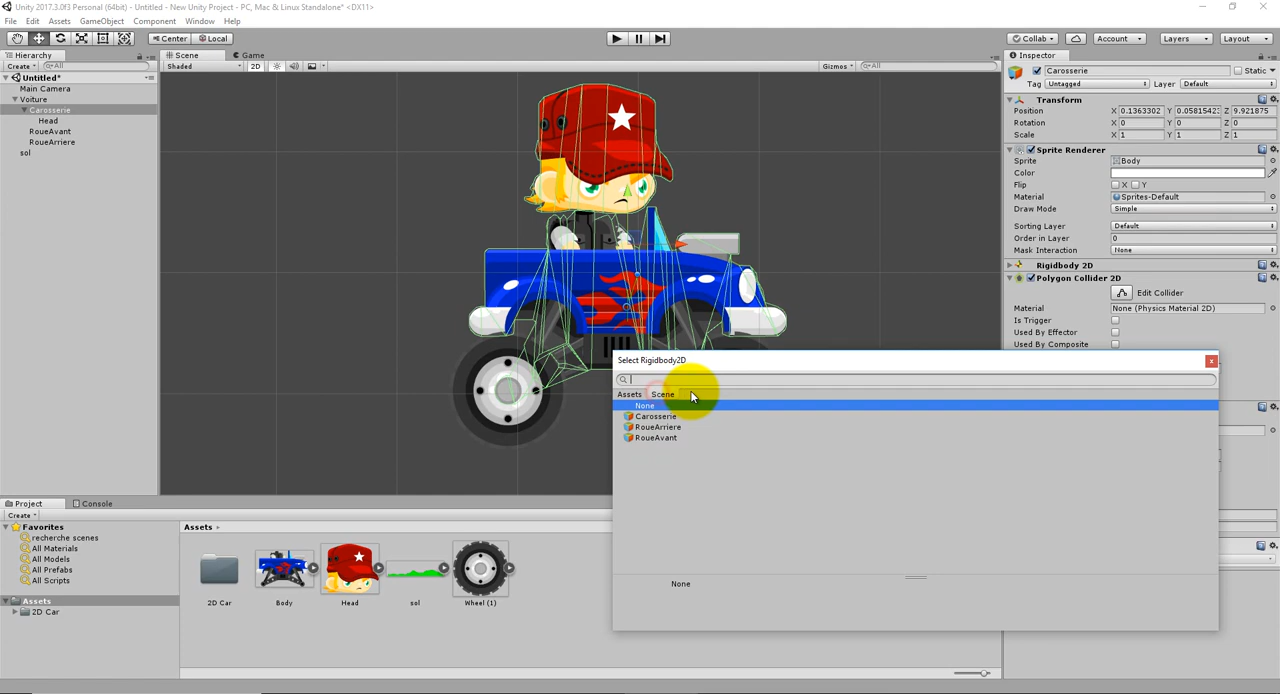 Unity 2017.3.0f3 Personal (64bit) - Untitled - New Unity Project - PC, Mac & Linux Standalone* <DX11>
File Edit Assets GameObject Component Window Help
Center Local Collab Account Layers Layout
Hierarchy Scene Game Inspector
Create All Shaded 2D Gizmos All Carosserie Static
Untitled* Tag Untagged Layer Default
Main Camera
Voiture Transform
Carosserie Position X 0.1363302 Y 0.0581542 Z 9.921875
Head Rotation X 0 Y 0 Z 0
RoueAvant Scale X 1 Y 1 Z 1
RoueArriere Sprite Renderer
sol Sprite Body
Color
Flip X Y
Material Sprites-Default
Draw Mode Simple
Sorting Layer Default
Order in Layer 0
Mask Interaction None
Rigidbody 2D
Polygon Collider 2D
Edit Collider
Material None (Physics Material 2D)
Is Trigger
Used By Effector
Used By Composite
Select Rigidbody2D
Assets Scene
None
Carosserie
RoueArriere
RoueAvant
None
Project Console
Create
Favorites Assets
recherche scenes
All Materials
All Models
All Prefabs
All Scripts
Assets
2D Car
2D Car Body Head sol Wheel (1)